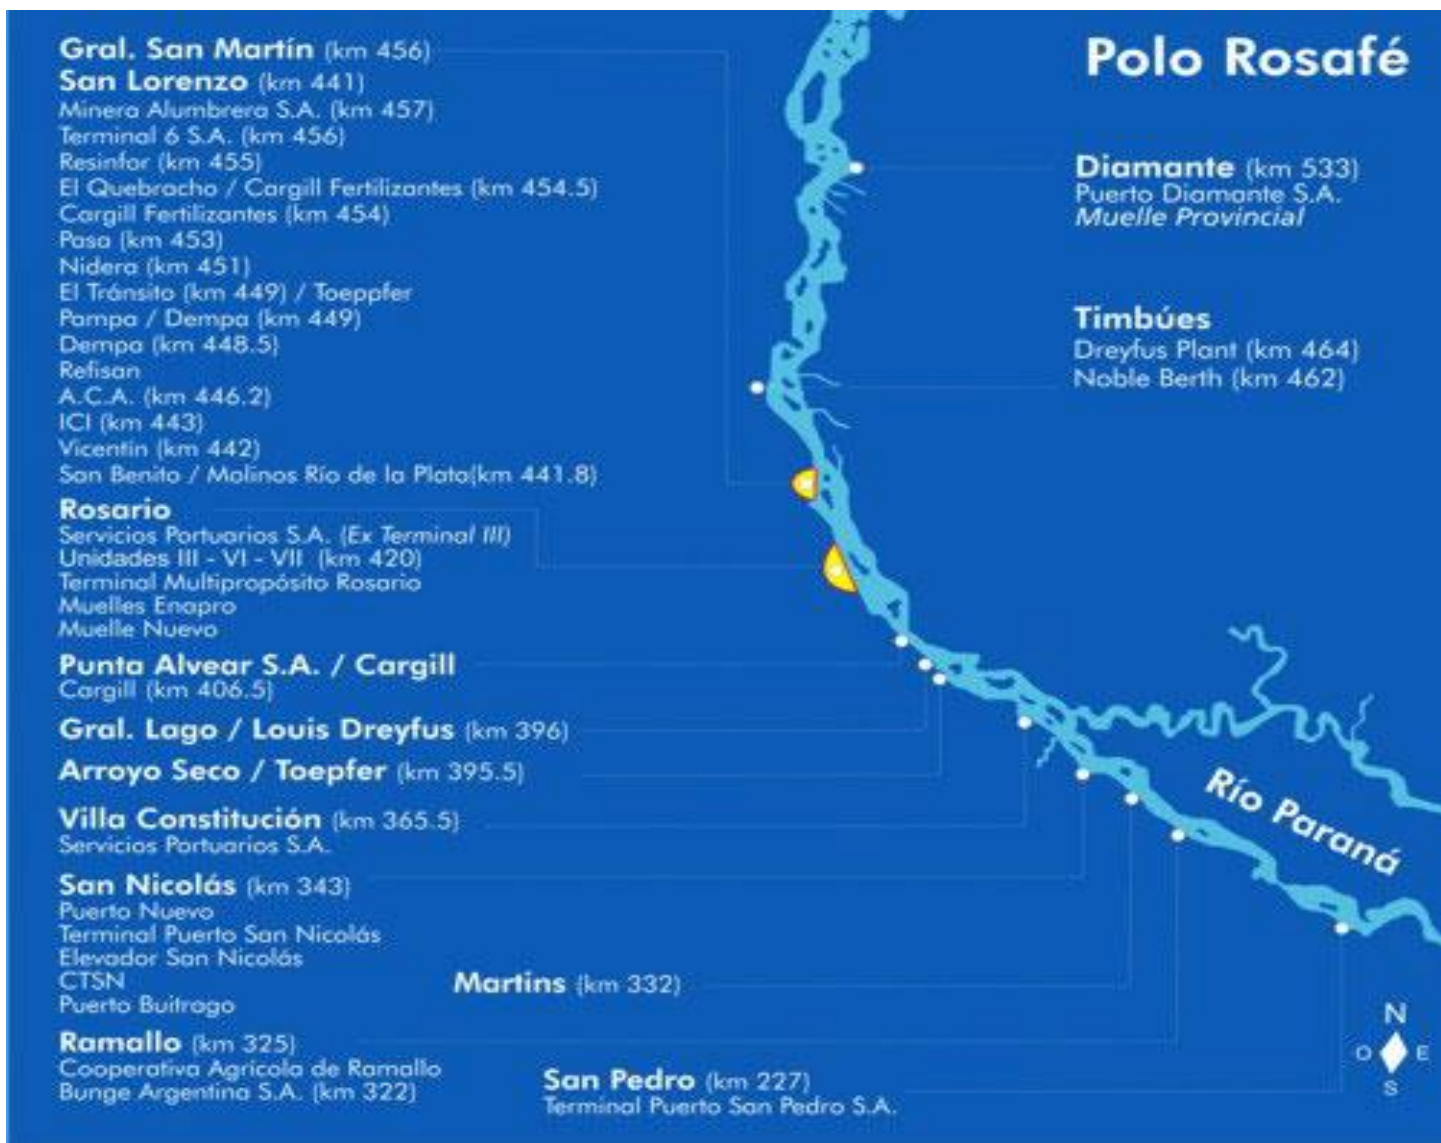 Polo Rosafé
Gral. San Martín (km 456)
San Lorenzo (km 441)
Minera Alumbrera S.A. (km 457)
Terminal 6 S.A. (km 456)
Resinfor (km 455)
El Quebracho / Cargill Fertilizantes (km 454.5)
Cargill Fertilizantes (km 454)
Pasa (km 453)
Nidera (km 451)
El Tránsito (km 449) / Toeppfer
Pampa / Dempa (km 449)
Dempa (km 448.5)
Refisan
A.C.A. (km 446.2)
ICI (km 443)
Vicentín (km 442)
San Benito / Molinos Río de la Plata(km 441.8)
Rosario
Servicios Portuarios S.A. (Ex Terminal III)
Unidades III - VI - VII (km 420)
Terminal Multipropósito Rosario
Muelles Enapro
Muelle Nuevo
Punta Alvear S.A. / Cargill
Cargill (km 406.5)
Gral. Lago / Louis Dreyfus (km 396)
Arroyo Seco / Toepfer (km 395.5)
Villa Constitución (km 365.5)
Servicios Portuarios S.A.
San Nicolás (km 343)
Puerto Nuevo
Terminal Puerto San Nicolás
Elevador San Nicolás
CTSN
Puerto Buitrago
Martins (km 332)
Ramallo (km 325)
Cooperativa Agrícola de Ramallo
Bunge Argentina S.A. (km 322)
San Pedro (km 227)
Terminal Puerto San Pedro S.A.
Diamante (km 533)
Puerto Diamante S.A.
Muelle Provincial
Timbúes
Dreyfus Plant (km 464)
Noble Berth (km 462)
Río Paraná
N
O E
S